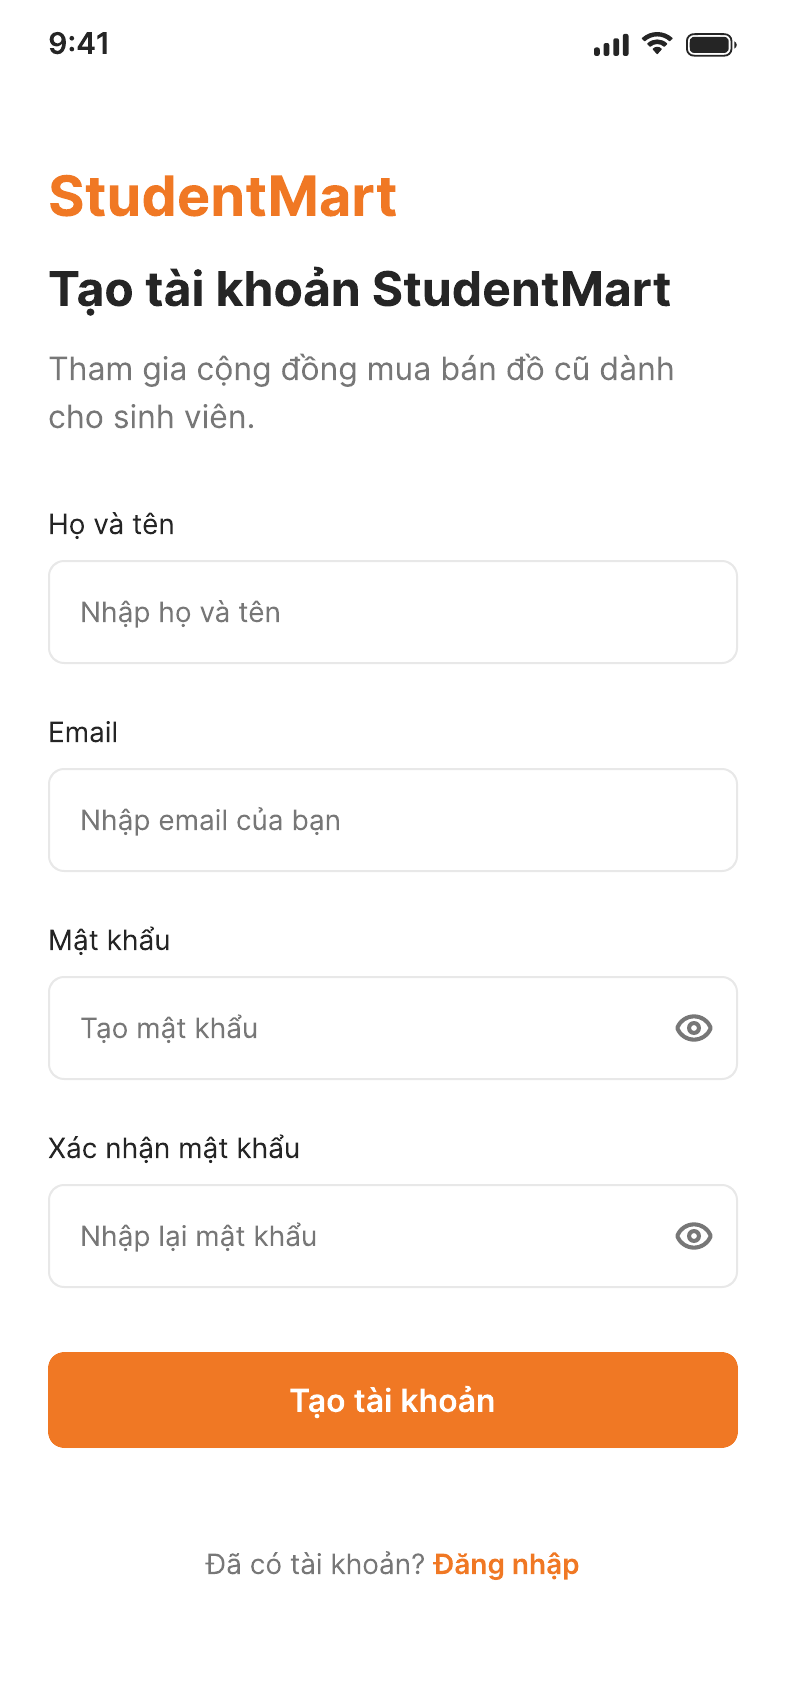 9:41
StudentMart
Tạo tài khoản StudentMart
Tham gia cộng đồng mua bán đồ cũ dành
cho sinh viên.
Họ và tên
Nhập họ và tên
Email
Nhập email của bạn
Mật khẩu
Tạo mật khẩu
Xác nhận mật khẩu
Nhập lại mật khẩu
Tạo tài khoản
Đã có tài khoản? Đăng nhập